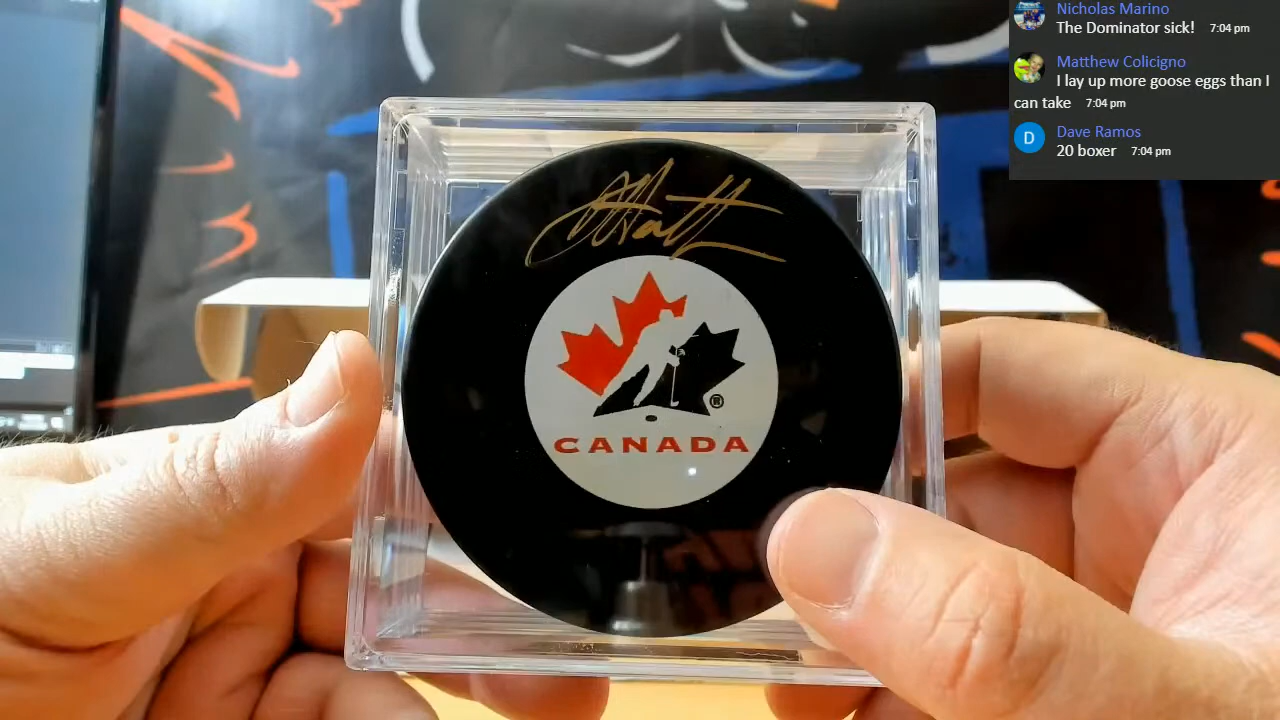 Nicholas Marino
The Dominator sick! 7:04 pm
Matthew Colicigno
I lay up more goose eggs than I
can take 7:04 pm
D Dave Ramos
20 boxer 7:04 pm
CANADA
®